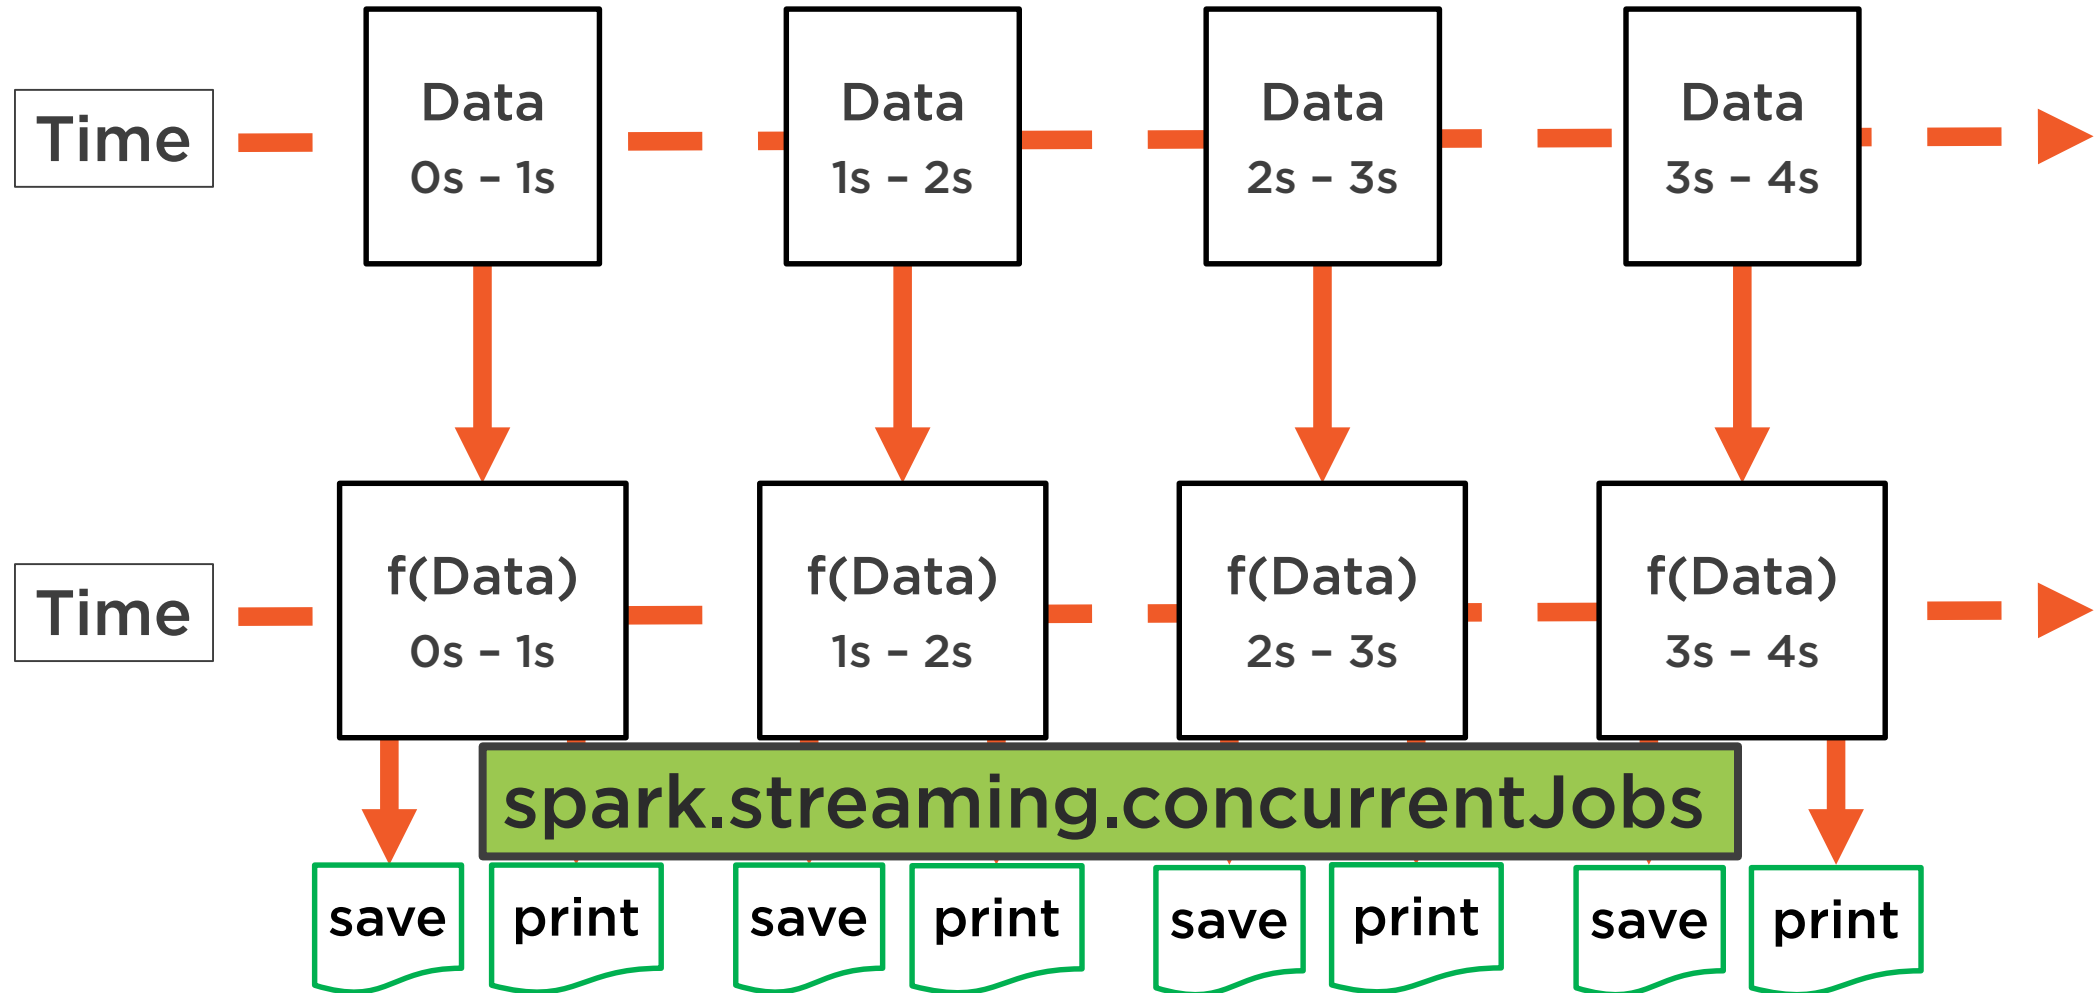 Time
Data
0s – 1s
Data
1s – 2s
Data
2s – 3s
Data
3s – 4s
Time
f(Data)
0s – 1s
f(Data)
1s – 2s
f(Data)
2s – 3s
f(Data)
3s – 4s
spark.streaming.concurrentJobs
save
print
save
print
save
print
save
print